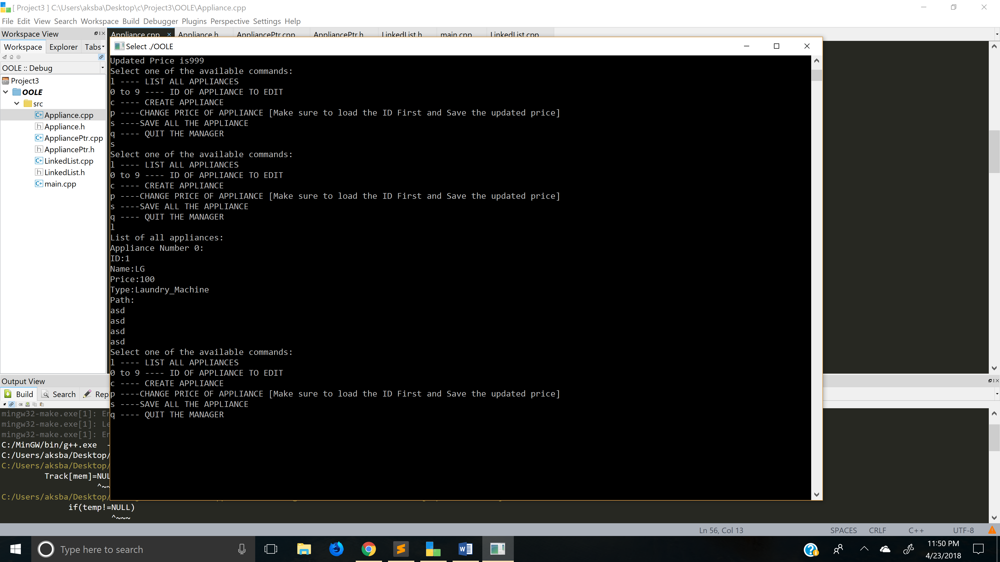 [ Project3 ] C:\Users\aksba\Desktop\c\Project3\OOLE\Appliance.cpp
File Edit View Search Workspace Build Debugger Plugins Perspective Settings Help
Workspace View
Appliance.cpp Appliance.h AppliancePtr.cpp AppliancePtr.h LinkedList.h main.cpp LinkedList.cpp
Workspace Explorer Tabs
OOLE :: Debug
Project3
OOLE
src
Appliance.cpp
Appliance.h
AppliancePtr.cpp
AppliancePtr.h
LinkedList.cpp
LinkedList.h
main.cpp
Select ./OOLE
Updated Price is999
Select one of the available commands:
l ---- LIST ALL APPLIANCES
0 to 9 ---- ID OF APPLIANCE TO EDIT
c ---- CREATE APPLIANCE
p ----CHANGE PRICE OF APPLIANCE [Make sure to load the ID First and Save the updated price]
s ----SAVE ALL THE APPLIANCE
q ---- QUIT THE MANAGER
s
Select one of the available commands:
l ---- LIST ALL APPLIANCES
0 to 9 ---- ID OF APPLIANCE TO EDIT
c ---- CREATE APPLIANCE
p ----CHANGE PRICE OF APPLIANCE [Make sure to load the ID First and Save the updated price]
s ----SAVE ALL THE APPLIANCE
q ---- QUIT THE MANAGER
l
List of all appliances:
Appliance Number 0:
ID:1
Name:LG
Price:100
Type:Laundry_Machine
Path:
asd
asd
asd
asd
Select one of the available commands:
l ---- LIST ALL APPLIANCES
0 to 9 ---- ID OF APPLIANCE TO EDIT
c ---- CREATE APPLIANCE
p ----CHANGE PRICE OF APPLIANCE [Make sure to load the ID First and Save the updated price]
s ----SAVE ALL THE APPLIANCE
q ---- QUIT THE MANAGER
Output View
Build Search Rep
mingw32-make.exe[1]: En
mingw32-make.exe[1]: Le
mingw32-make.exe[1]: En
C:/MinGW/bin/g++.exe -
C:/Users/aksba/Desktop/
C:/Users/aksba/Desktop/
Track[mem]=NUL
^~~
C:/Users/aksba/Desktop/
if(temp!=NULL)
^~~~
Ln 56, Col 13 SPACES CRLF C++ UTF-8
Type here to search
11:50 PM
4/23/2018